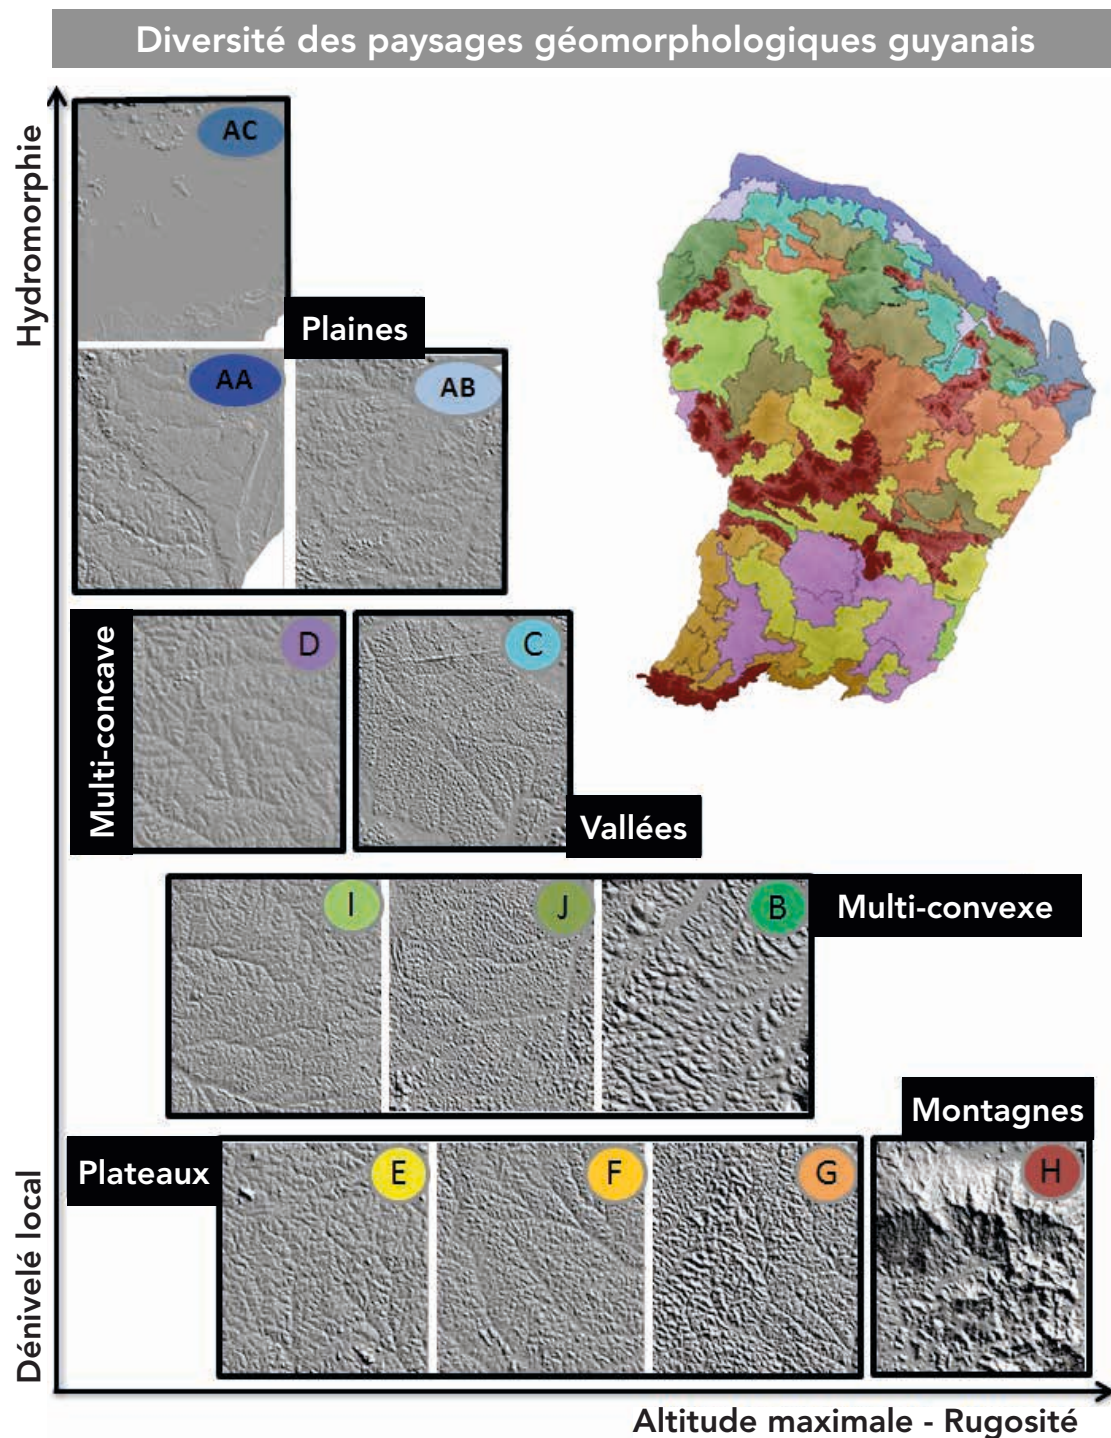 Diversité des paysages géomorphologiques guyanais
Hydromorphie
AC
Plaines
AA
AB
Multi-concave
D
C
Vallées
I
J
B
Multi-convexe
Montagnes
Plateaux
E
F
G
H
Dénivelé local
Altitude maximale - Rugosité